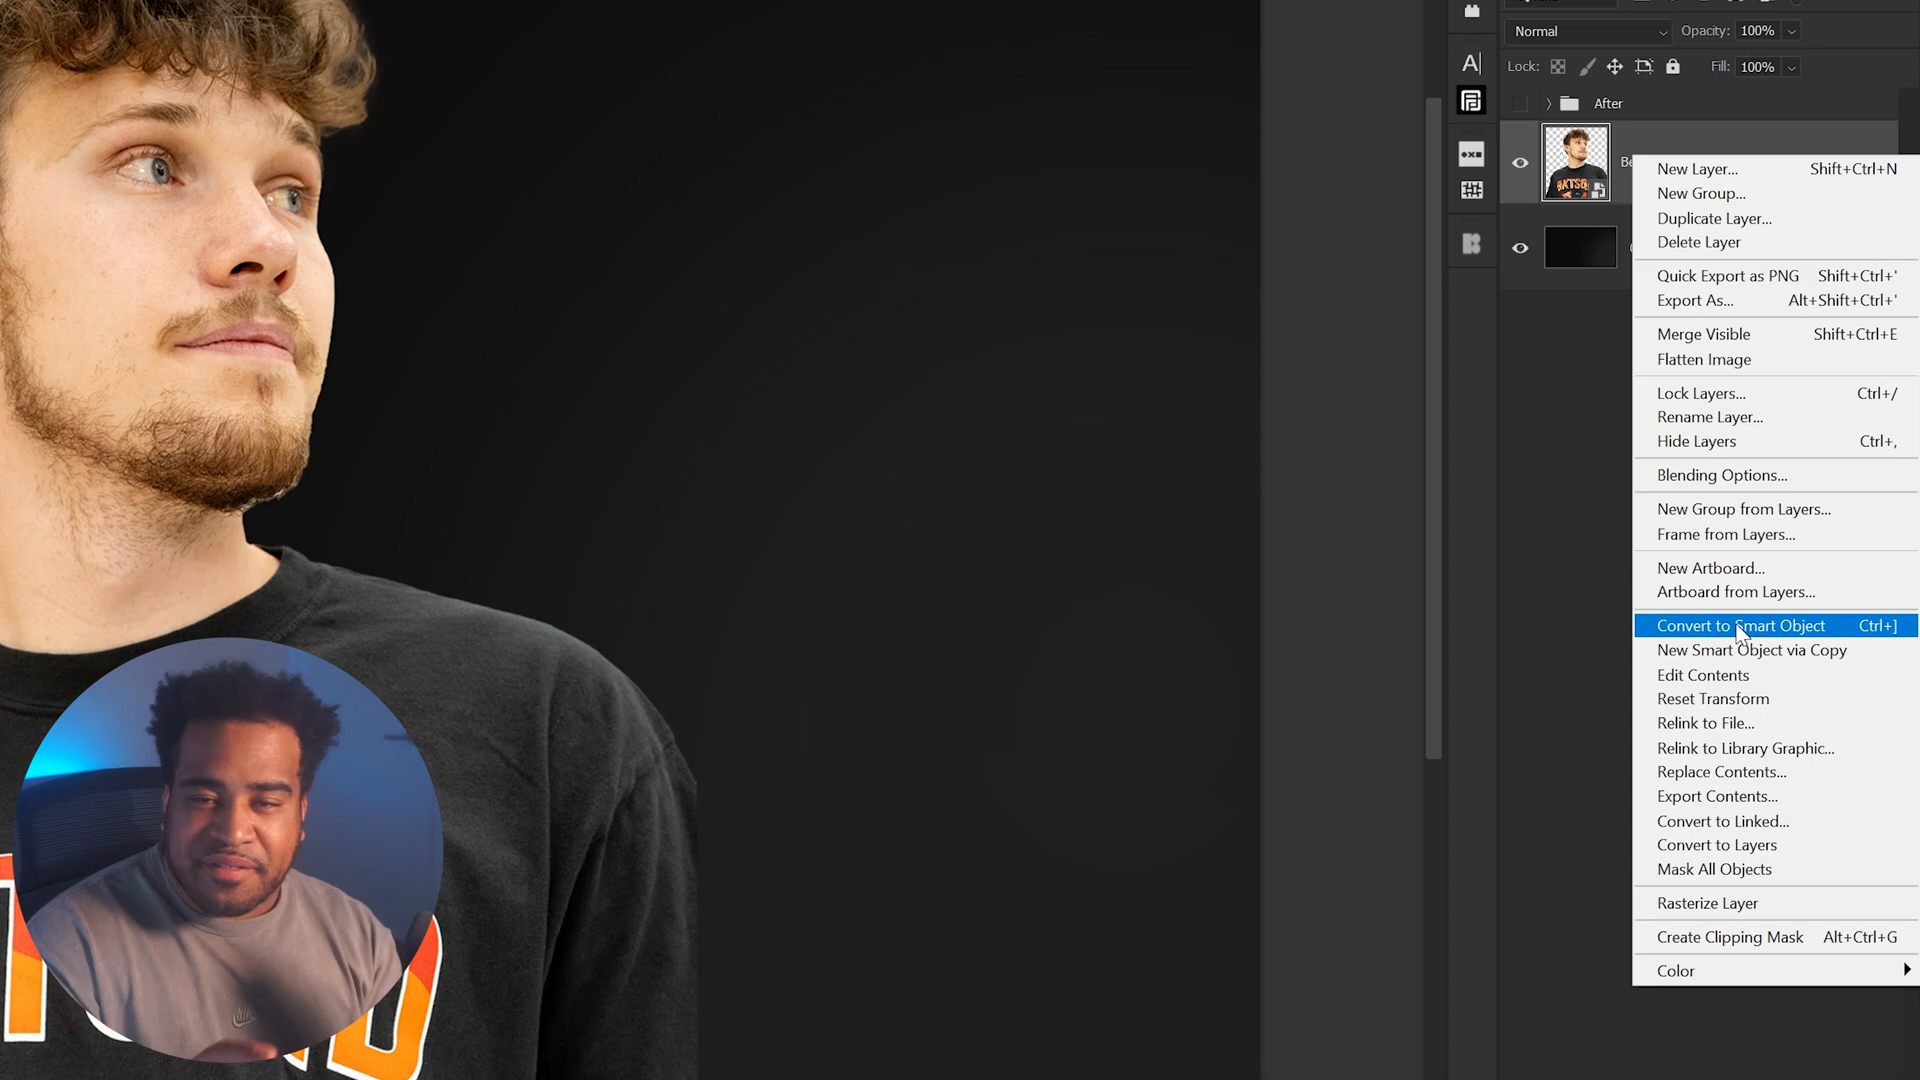 Normal Opacity: 100%
Lock: Fill: 100%
After
New Layer... Shift+Ctrl+N
New Group...
Duplicate Layer...
Delete Layer
Quick Export as PNG Shift+Ctrl+'
Export As... Alt+Shift+Ctrl+'
Merge Visible Shift+Ctrl+E
Flatten Image
Lock Layers... Ctrl+/
Rename Layer...
Hide Layers Ctrl+,
Blending Options...
New Group from Layers...
Frame from Layers...
New Artboard...
Artboard from Layers...
Convert to Smart Object Ctrl+]
New Smart Object via Copy
Edit Contents
Reset Transform
Relink to File...
Relink to Library Graphic...
Replace Contents...
Export Contents...
Convert to Linked...
Convert to Layers
Mask All Objects
Rasterize Layer
Create Clipping Mask Alt+Ctrl+G
Color